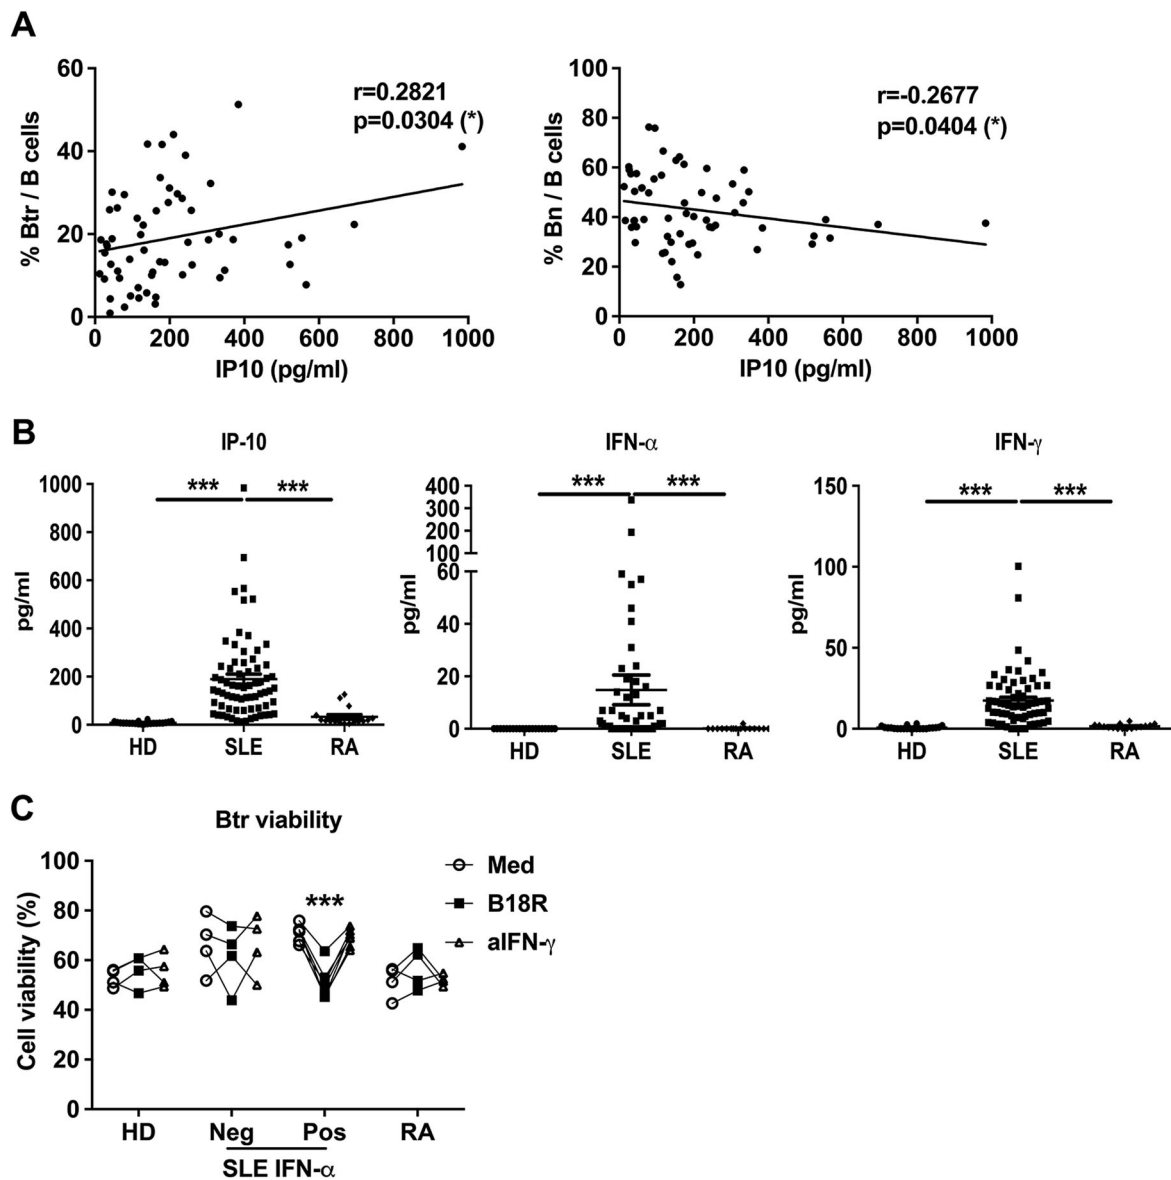 A
60
40
20
0
% Btr / B cells
r=0.2821
p=0.0304 (*)
0 200 400 600 800 1000
IP10 (pg/ml)
100
80
60
40
20
0
% Bn / B cells
r=-0.2677
p=0.0404 (*)
0 200 400 600 800 1000
IP10 (pg/ml)
B
IP-10
1000
800
600
400
200
0
pg/ml
*** ***
HD SLE RA
IFN-α
400
300
200
100
60
40
20
0
pg/ml
*** ***
HD SLE RA
IFN-γ
150
100
50
0
pg/ml
*** ***
HD SLE RA
C
Btr viability
100
80
60
40
20
0
Cell viability (%)
***
Med
B18R
aIFN-γ
HD Neg Pos RA
SLE IFN-α